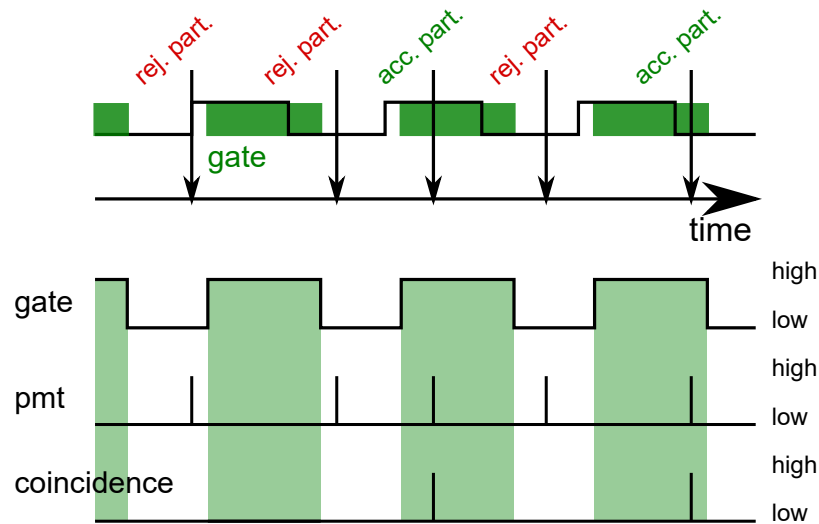 rej. part.
rej. part.
acc. part.
rej. part.
acc. part.
gate
time
gate
high
low
pmt
high
low
coincidence
high
low